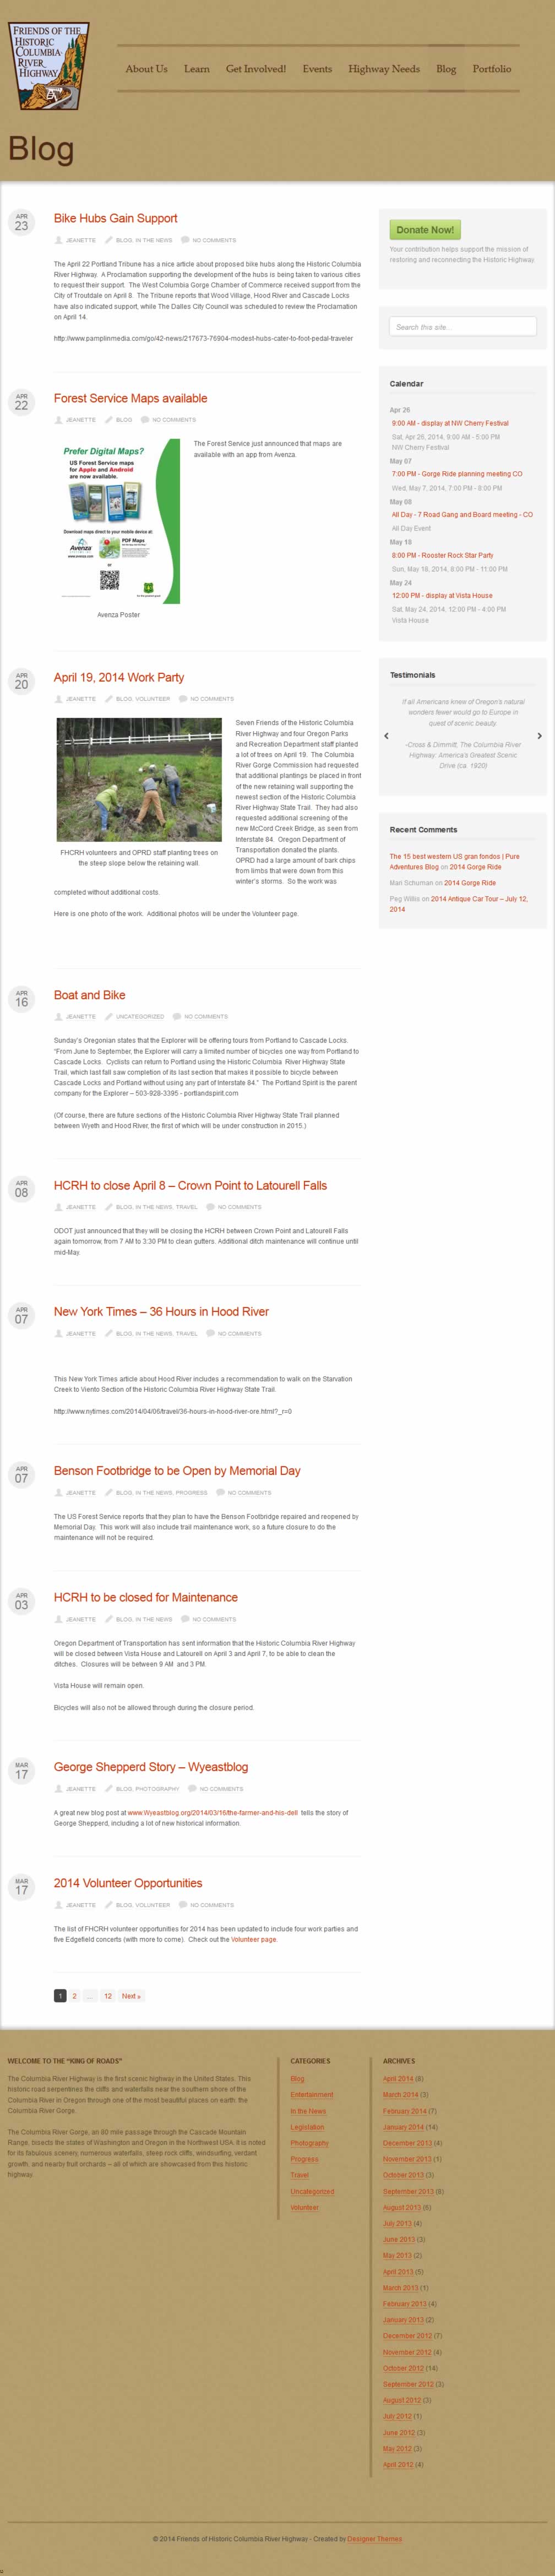 FRIENDS OF THE
HISTORIC
COLUMBIA
RIVER
HIGHWAY
About Us Learn Get Involved! Events Highway Needs Blog Portfolio
Blog
APR
23
Bike Hubs Gain Support
JEANETTE BLOG, IN THE NEWS NO COMMENTS
The April 22 Portland Tribune has a nice article about proposed bike hubs along the Historic Columbia
River Highway. A Proclamation supporting the development of the hubs is being taken to various cities
to request their support. The West Columbia Gorge Chamber of Commerce received support from the
City of Troutdale on April 8. The Tribune reports that Wood Village, Hood River and Cascade Locks
have also indicated support, while The Dalles City Council was scheduled to review the Proclamation
on April 14.
http://www.pamplinmedia.com/go/42-news/217673-76904-modest-hubs-cater-to-foot-pedal-traveler
APR
22
Forest Service Maps available
JEANETTE BLOG NO COMMENTS
Prefer Digital Maps?
US Forest Service maps
for Apple and Android
are now available.
Download maps direct to your mobile device at:
Avenza
PDF Maps
or
The Forest Service just announced that maps are
available with an app from Avenza.
Avenza Poster
APR
20
April 19, 2014 Work Party
JEANETTE BLOG, VOLUNTEER NO COMMENTS
Seven Friends of the Historic Columbia
River Highway and four Oregon Parks
and Recreation Department staff planted
a lot of trees on April 19. The Columbia
River Gorge Commission had requested
that additional plantings be placed in front
of the new retaining wall supporting the
newest section of the Historic Columbia
River Highway State Trail. They had also
requested additional screening of the
new McCord Creek Bridge, as seen from
Interstate 84. Oregon Department of
Transportation donated the plants.
OPRD had a large amount of bark chips
from limbs that were down from this
winter's storms. So the work was
completed without additional costs.
FHCRH volunteers and OPRD staff planting trees on
the steep slope below the retaining wall.
Here is one photo of the work. Additional photos will be under the Volunteer page.
APR
16
Boat and Bike
JEANETTE UNCATEGORIZED NO COMMENTS
Sunday's Oregonian states that the Explorer will be offering tours from Portland to Cascade Locks.
"From June to September, the Explorer will carry a limited number of bicycles one way from Portland to
Cascade Locks. Cyclists can return to Portland using the Historic Columbia River Highway State
Trail, which last fall saw completion of its last section that makes it possible to bicycle between
Cascade Locks and Portland without using any part of Interstate 84." The Portland Spirit is the parent
company for the Explorer – 503-928-3395 - portlandspirit.com
(Of course, there are future sections of the Historic Columbia River Highway State Trail planned
between Wyeth and Hood River, the first of which will be under construction in 2015.)
APR
08
HCRH to close April 8 – Crown Point to Latourell Falls
JEANETTE BLOG, IN THE NEWS, TRAVEL NO COMMENTS
ODOT just announced that they will be closing the HCRH between Crown Point and Latourell Falls
again tomorrow, from 7 AM to 3:30 PM to clean gutters. Additional ditch maintenance will continue until
mid-May.
APR
07
New York Times – 36 Hours in Hood River
JEANETTE BLOG, IN THE NEWS, TRAVEL NO COMMENTS
This New York Times article about Hood River includes a recommendation to walk on the Starvation
Creek to Viento Section of the Historic Columbia River Highway State Trail.
http://www.nytimes.com/2014/04/06/travel/36-hours-in-hood-river-ore.html?_r=0
APR
07
Benson Footbridge to be Open by Memorial Day
JEANETTE BLOG, IN THE NEWS, PROGRESS NO COMMENTS
The US Forest Service reports that they plan to have the Benson Footbridge repaired and reopened by
Memorial Day. This work will also include trail maintenance work, so a future closure to do the
maintenance will not be required.
APR
03
HCRH to be closed for Maintenance
JEANETTE BLOG, IN THE NEWS NO COMMENTS
Oregon Department of Transportation has sent information that the Historic Columbia River Highway
will be closed between Vista House and Latourell on April 3 and April 7, to be able to clean the
ditches. Closures will be between 9 AM and 3 PM.
Vista House will remain open.
Bicycles will also not be allowed through during the closure period.
MAR
17
George Shepperd Story – Wyeastblog
JEANETTE BLOG, PHOTOGRAPHY NO COMMENTS
A great new blog post at www.Wyeastblog.org/2014/03/16/the-farmer-and-his-dell tells the story of
George Shepperd, including a lot of new historical information.
MAR
17
2014 Volunteer Opportunities
JEANETTE BLOG, VOLUNTEER NO COMMENTS
The list of FHCRH volunteer opportunities for 2014 has been updated to include four work parties and
five Edgefield concerts (with more to come). Check out the Volunteer page.
1 2 ... 12 Next »
Donate Now!
Your contribution helps support the mission of
restoring and reconnecting the Historic Highway.
Search this site...
Calendar
Apr 26
9:00 AM - display at NW Cherry Festival
Sat, Apr 26, 2014, 9:00 AM - 5:00 PM
NW Cherry Festival
May 07
7:00 PM - Gorge Ride planning meeting CO
Wed, May 7, 2014, 7:00 PM - 8:00 PM
May 08
All Day - 7 Road Gang and Board meeting - CO
All Day Event
May 18
8:00 PM - Rooster Rock Star Party
Sun, May 18, 2014, 8:00 PM - 11:00 PM
May 24
12:00 PM - display at Vista House
Sat, May 24, 2014, 12:00 PM - 4:00 PM
Vista House
Testimonials
If all Americans knew of Oregon's natural
wonders fewer would go to Europe in
quest of scenic beauty.
-Cross & Dimmitt, The Columbia River
Highway: America's Greatest Scenic
Drive (ca. 1920)
Recent Comments
The 15 best western US gran fondos | Pure
Adventures Blog on 2014 Gorge Ride
Mari Schuman on 2014 Gorge Ride
Peg Willis on 2014 Antique Car Tour – July 12,
2014
WELCOME TO THE "KING OF ROADS"
The Columbia River Highway is the first scenic highway in the United States. This
historic road serpentines the cliffs and waterfalls near the southern shore of the
Columbia River in Oregon through one of the most beautiful places on earth: the
Columbia River Gorge.
The Columbia River Gorge, an 80 mile passage through the Cascade Mountain
Range, bisects the states of Washington and Oregon in the Northwest USA. It is noted
for its fabulous scenery, numerous waterfalls, steep rock cliffs, windsurfing, verdant
growth, and nearby fruit orchards – all of which are showcased from this historic
highway.
CATEGORIES
Blog
Entertainment
In the News
Legislation
Photography
Progress
Travel
Uncategorized
Volunteer
ARCHIVES
April 2014 (8)
March 2014 (3)
February 2014 (7)
January 2014 (14)
December 2013 (4)
November 2013 (1)
October 2013 (3)
September 2013 (8)
August 2013 (8)
July 2013 (4)
June 2013 (3)
May 2013 (2)
April 2013 (5)
March 2013 (1)
February 2013 (4)
January 2013 (2)
December 2012 (7)
November 2012 (4)
October 2012 (14)
September 2012 (3)
August 2012 (3)
July 2012 (1)
June 2012 (3)
May 2012 (3)
April 2012 (4)
© 2014 Friends of Historic Columbia River Highway - Created by Designer Themes